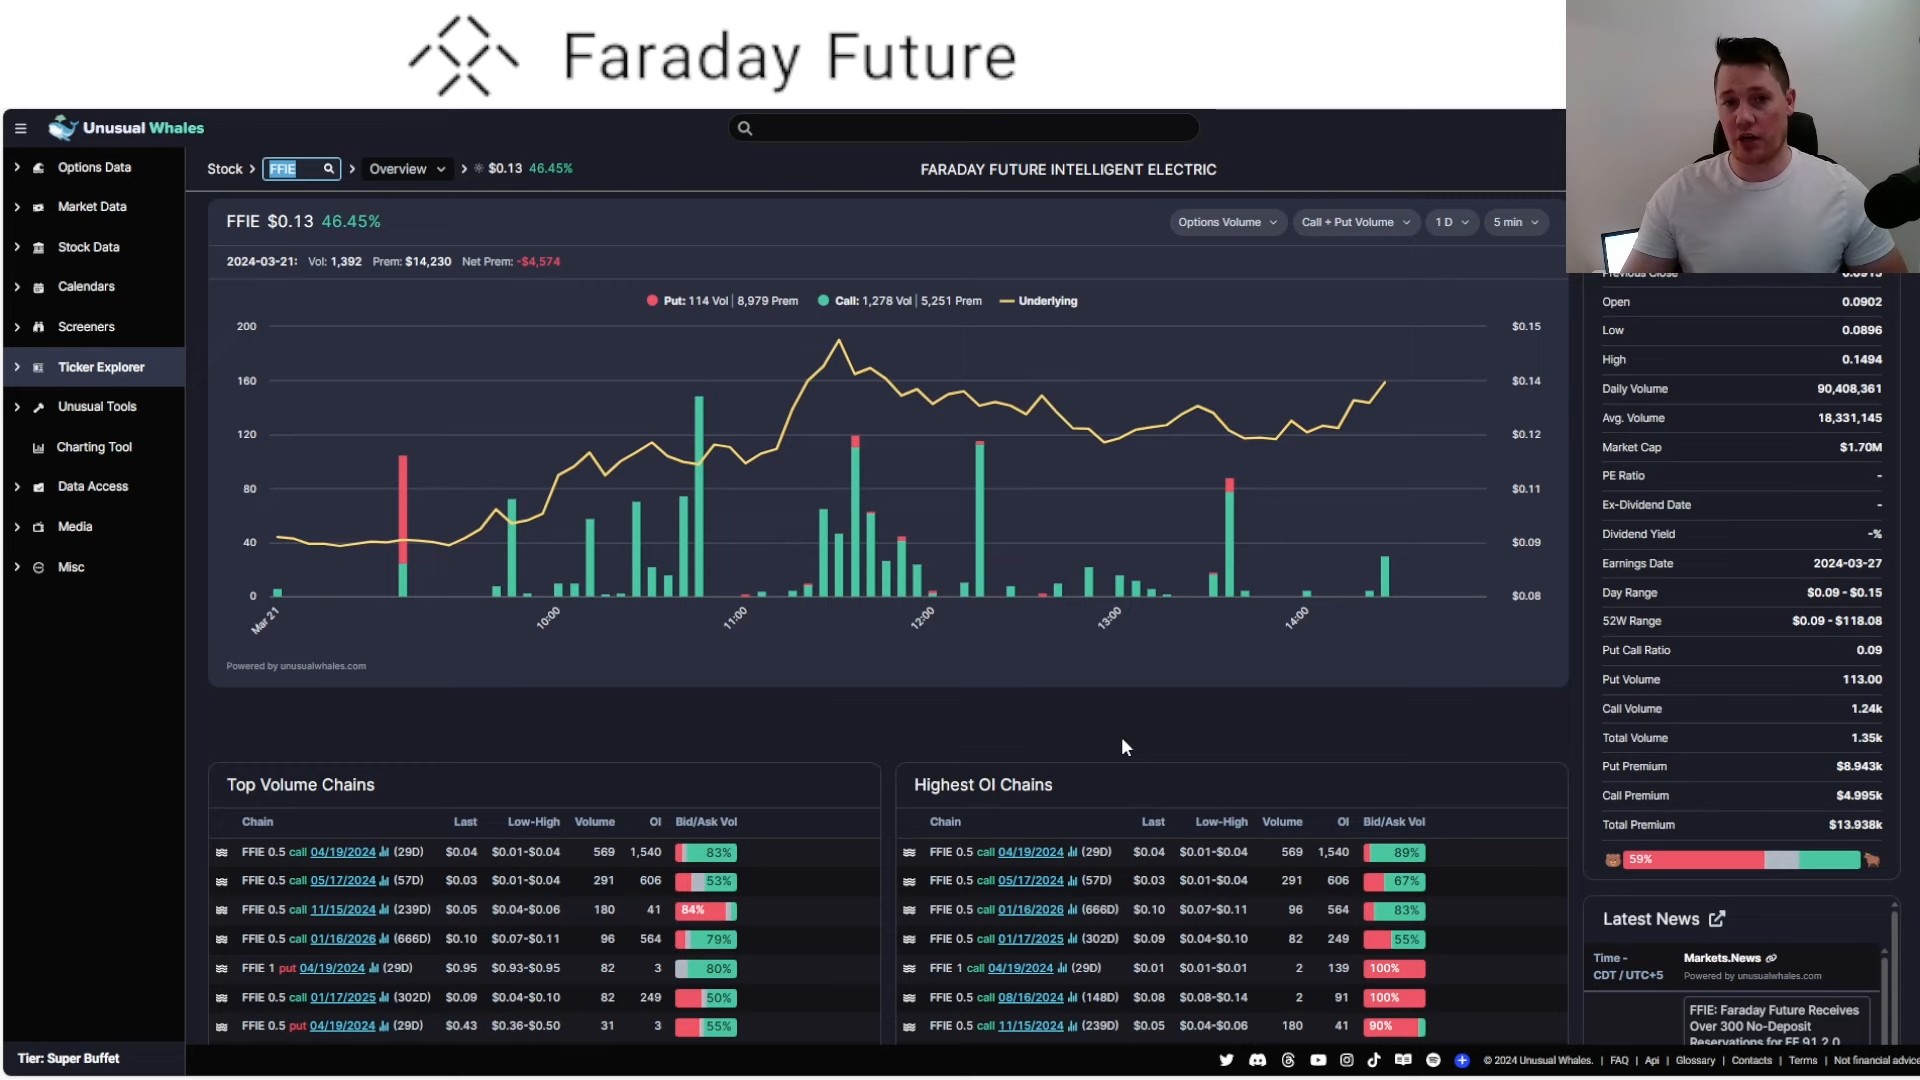 Faraday Future
Unusual Whales
Options Data
Market Data
Stock Data
Calendars
Screeners
Ticker Explorer
Unusual Tools
Charting Tool
Data Access
Media
Misc
Tier: Super Buffet
Stock > FFIE > Overview > $0.13 46.45%
FARADAY FUTURE INTELLIGENT ELECTRIC
FFIE $0.13 46.45%
Options Volume Call + Put Volume 1 D 5 min
2024-03-21: Vol: 1,392 Prem: $14,230 Net Prem: -$4,574
Put: 114 Vol | 8,979 Prem Call: 1,278 Vol | 5,251 Prem Underlying
200 $0.15
160 $0.14
120 $0.12
80 $0.11
40 $0.09
0 $0.08
Mar 21 10:00 11:00 12:00 13:00 14:00
Powered by unusualwhales.com
Top Volume Chains
Chain Last Low-High Volume OI Bid/Ask Vol
FFIE 0.5 call 04/19/2024 (29D) $0.04 $0.01-$0.04 569 1,540 83%
FFIE 0.5 call 05/17/2024 (57D) $0.03 $0.01-$0.04 291 606 53%
FFIE 0.5 call 11/15/2024 (239D) $0.05 $0.04-$0.06 180 41 84%
FFIE 0.5 call 01/16/2026 (666D) $0.10 $0.07-$0.11 96 564 79%
FFIE 1 put 04/19/2024 (29D) $0.95 $0.93-$0.95 82 3 80%
FFIE 0.5 call 01/17/2025 (302D) $0.09 $0.04-$0.10 82 249 50%
FFIE 0.5 put 04/19/2024 (29D) $0.43 $0.36-$0.50 31 3 55%
Highest OI Chains
Chain Last Low-High Volume OI Bid/Ask Vol
FFIE 0.5 call 04/19/2024 (29D) $0.04 $0.01-$0.04 569 1,540 89%
FFIE 0.5 call 05/17/2024 (57D) $0.03 $0.01-$0.04 291 606 67%
FFIE 0.5 call 01/16/2026 (666D) $0.10 $0.07-$0.11 96 564 83%
FFIE 0.5 call 01/17/2025 (302D) $0.09 $0.04-$0.10 82 249 55%
FFIE 1 call 04/19/2024 (29D) $0.01 $0.01-$0.01 2 139 100%
FFIE 0.5 call 08/16/2024 (148D) $0.08 $0.08-$0.14 2 91 100%
FFIE 0.5 call 11/15/2024 (239D) $0.05 $0.04-$0.06 180 41 90%
Previous Close 0.0913
Open 0.0902
Low 0.0896
High 0.1494
Daily Volume 90,408,361
Avg. Volume 18,331,145
Market Cap $1.70M
PE Ratio -
Ex-Dividend Date -
Dividend Yield -%
Earnings Date 2024-03-27
Day Range $0.09 - $0.15
52W Range $0.09 - $118.08
Put Call Ratio 0.09
Put Volume 113.00
Call Volume 1.24k
Total Volume 1.35k
Put Premium $8.943k
Call Premium $4.995k
Total Premium $13.938k
59%
Latest News
Time - CDT / UTC+5
Markets.News
Powered by unusualwhales.com
FFIE: Faraday Future Receives
Over 300 No-Deposit
Reservations for FF 91 2.0
© 2024 Unusual Whales. | FAQ | Api | Glossary | Contacts | Terms | Not financial advice